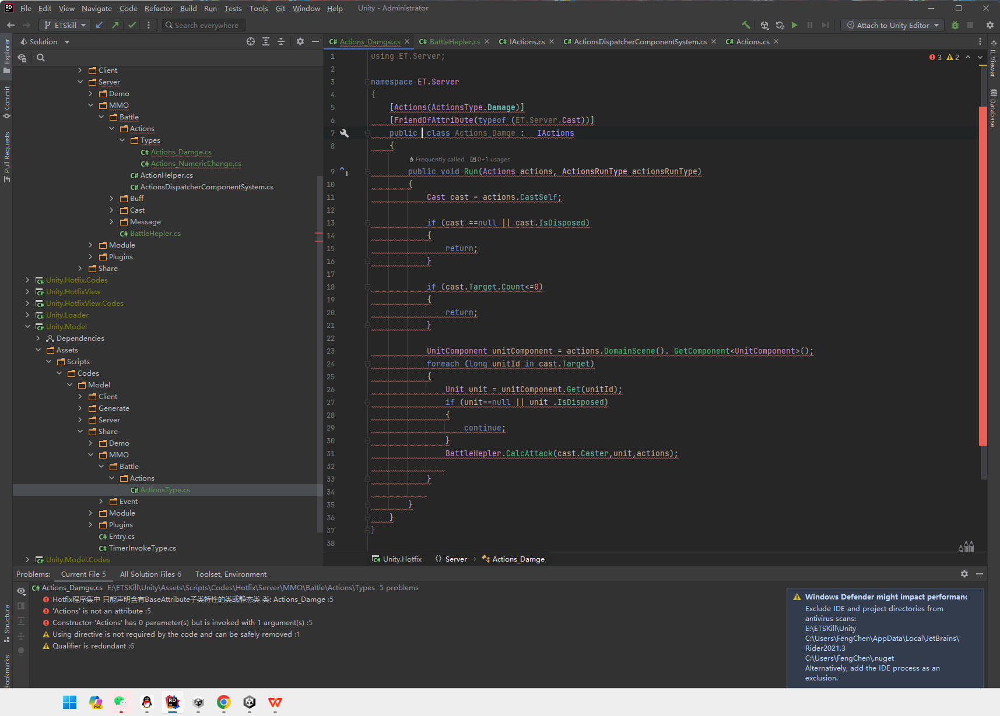 File Edit View Navigate Code Refactor Build Run Tests Tools Git Window Help Unity - Administrator
ETSkill Search everywhere Attach to Unity Editor
Solution
Actions_Damge.cs BattleHepler.cs IActions.cs ActionsDispatcherComponentSystem.cs Actions.cs
Explorer
Commit
Pull Requests
Structure
Bookmarks
IL Viewer
Database
Client
Server
Demo
MMO
Battle
Actions
Types
C# Actions_Damge.cs
C# Actions_NumericChange.cs
C# ActionHelper.cs
C# ActionsDispatcherComponentSystem.cs
Buff
Cast
Message
C# BattleHepler.cs
Module
Plugins
Share
Unity.Hotfix.Codes
Unity.HotfixView
Unity.HotfixView.Codes
Unity.Loader
Unity.Model
Dependencies
Assets
Scripts
Codes
Model
Client
Generate
Server
Share
Demo
MMO
Battle
Actions
C# ActionsType.cs
Event
Module
Plugins
C# Entry.cs
C# TimerInvokeType.cs
Unity.Model.Codes
3 2
1 using ET.Server;
2
3 namespace ET.Server
4 {
5 [Actions(ActionsType.Damage)]
6 [FriendOfAttribute(typeof (ET.Server.Cast))]
7 public class Actions_Damge : IActions
8 {
Frequently called 0+1 usages
9 public void Run(Actions actions, ActionsRunType actionsRunType)
10 {
11 Cast cast = actions.CastSelf;
12
13 if (cast ==null || cast.IsDisposed)
14 {
15 return;
16 }
17
18 if (cast.Target.Count<=0)
19 {
20 return;
21 }
22
23 UnitComponent unitComponent = actions.DomainScene(). GetComponent<UnitComponent>();
24 foreach (long unitId in cast.Target)
25 {
26 Unit unit = unitComponent.Get(unitId);
27 if (unit==null || unit .IsDisposed)
28 {
29 continue;
30 }
31 BattleHepler.CalcAttack(cast.Caster,unit,actions);
32
33 }
34
35 }
36 }
37 }
38
Unity.Hotfix Server › Actions_Damge
Problems: Current File 5 All Solution Files 6 Toolset, Environment
C# Actions_Damge.cs E:\ETSkill\Unity\Assets\Scripts\Codes\Hotfix\Server\MMO\Battle\Actions\Types 5 problems
Hotfix程序集中 只能声明含有BaseAttribute子类特性的类或静态类 类: Actions_Damge :5
'Actions' is not an attribute :5
Constructor 'Actions' has 0 parameter(s) but is invoked with 1 argument(s) :5
Using directive is not required by the code and can be safely removed :1
Qualifier is redundant :6
Windows Defender might impact performanc
Exclude IDE and project directories from
antivirus scans:
E:\ETSkill\Unity
C:\Users\FengChen\AppData\Local\JetBrains\
Rider2021.3
C:\Users\FengChen\.nuget
Alternatively, add the IDE process as an
exclusion.